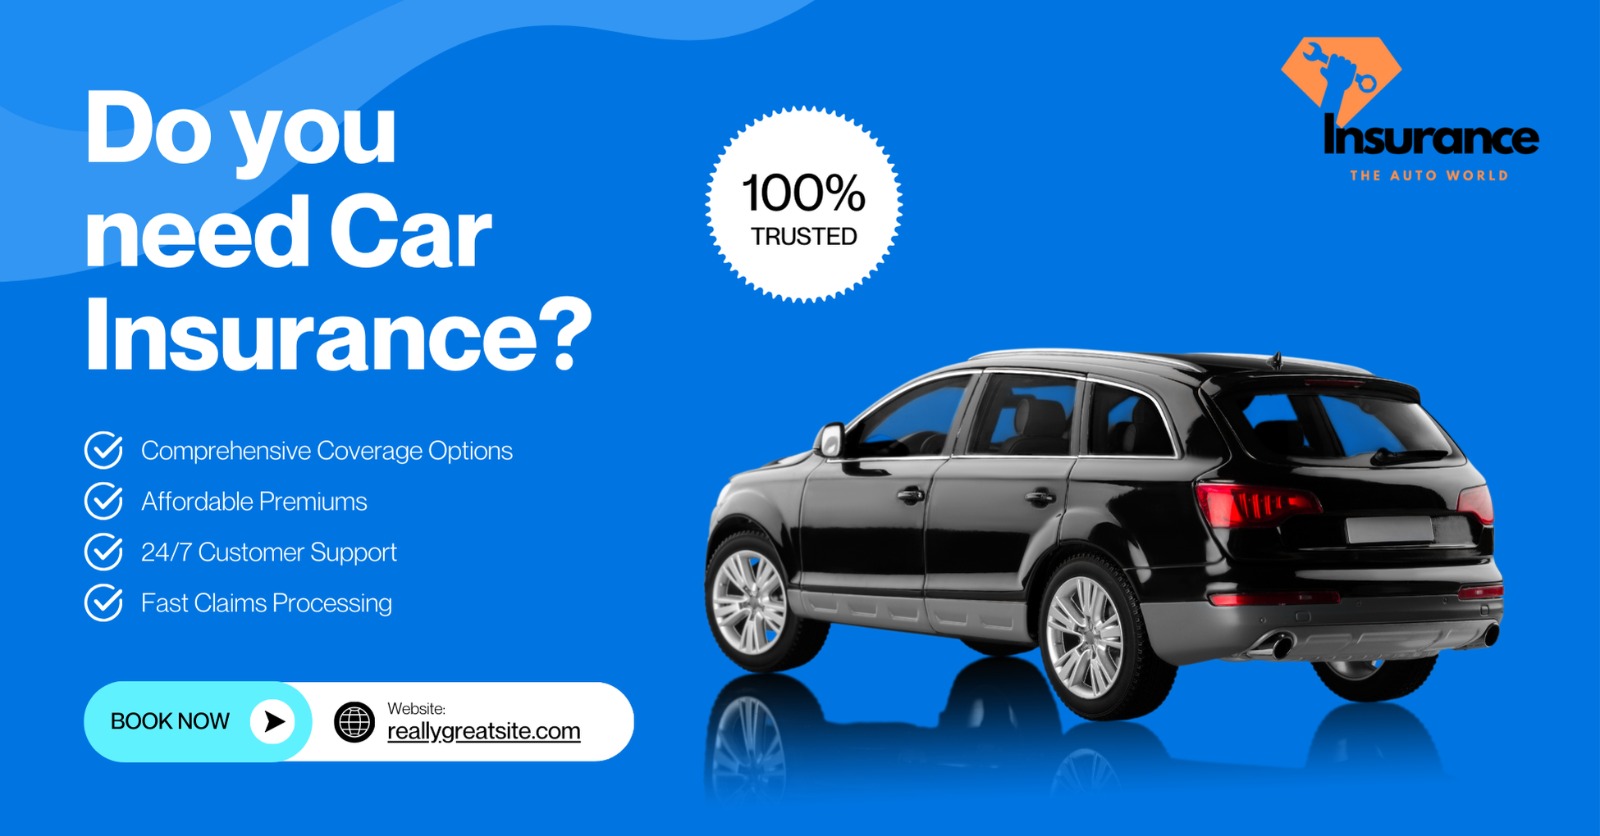 Do you
need Car
Insurance?
Comprehensive Coverage Options
Affordable Premiums
24/7 Customer Support
Fast Claims Processing
BOOK NOW
Website:
reallygreatsite.com
100%
TRUSTED
Insurance
THE AUTO WORLD